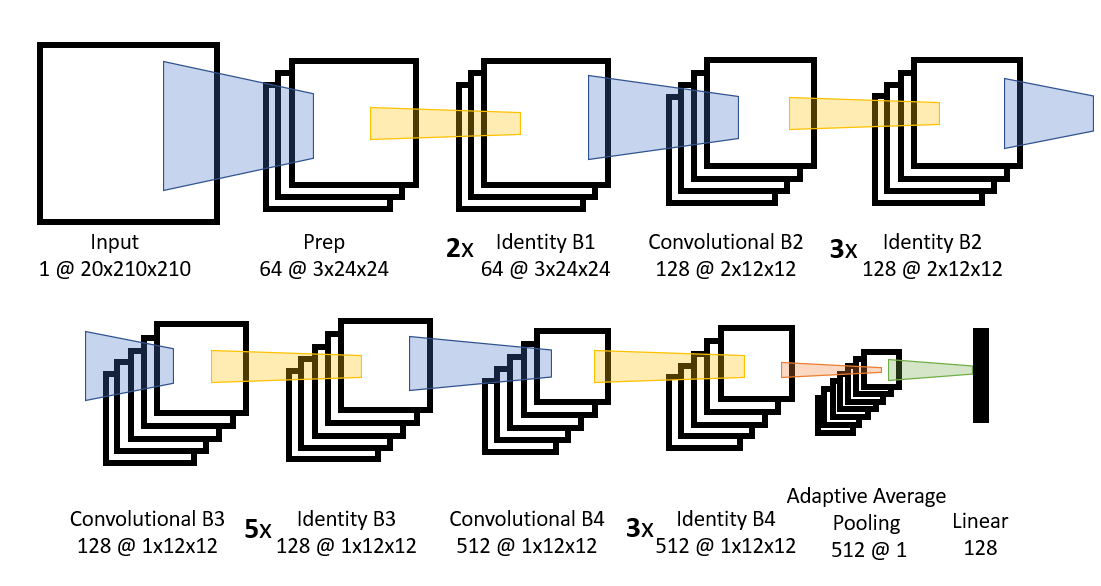 Input
1 @ 20x210x210
Prep
64 @ 3x24x24
2x Identity B1
64 @ 3x24x24
Convolutional B2
128 @ 2x12x12
3x Identity B2
128 @ 2x12x12
Convolutional B3
128 @ 1x12x12
5x Identity B3
128 @ 1x12x12
Convolutional B4
512 @ 1x12x12
3x Identity B4
512 @ 1x12x12
Adaptive Average
Pooling
512 @ 1
Linear
128